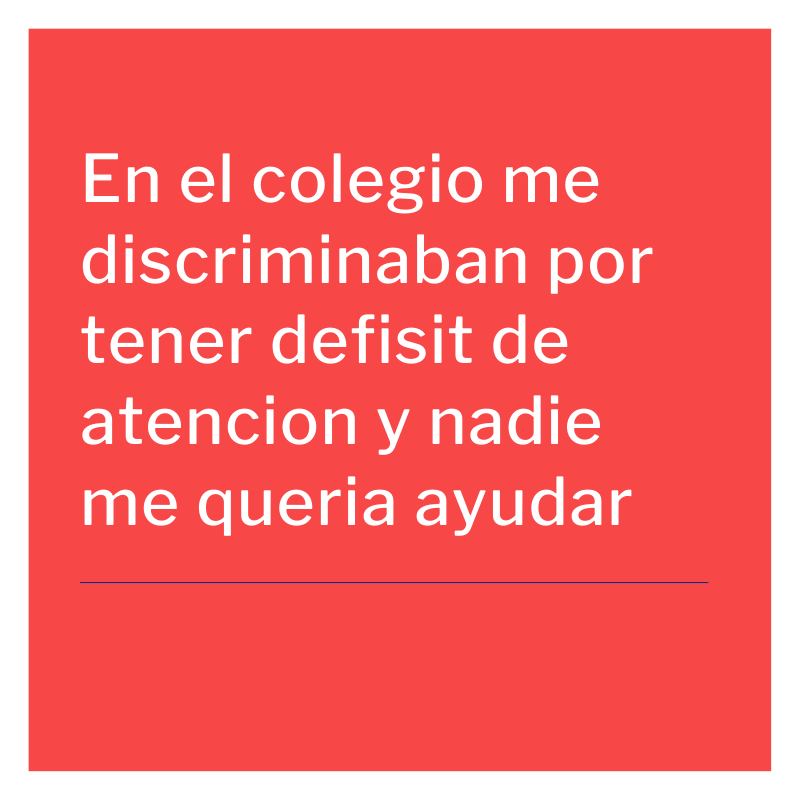 En el colegio me
discriminaban por
tener defisit de
atencion y nadie
me queria ayudar